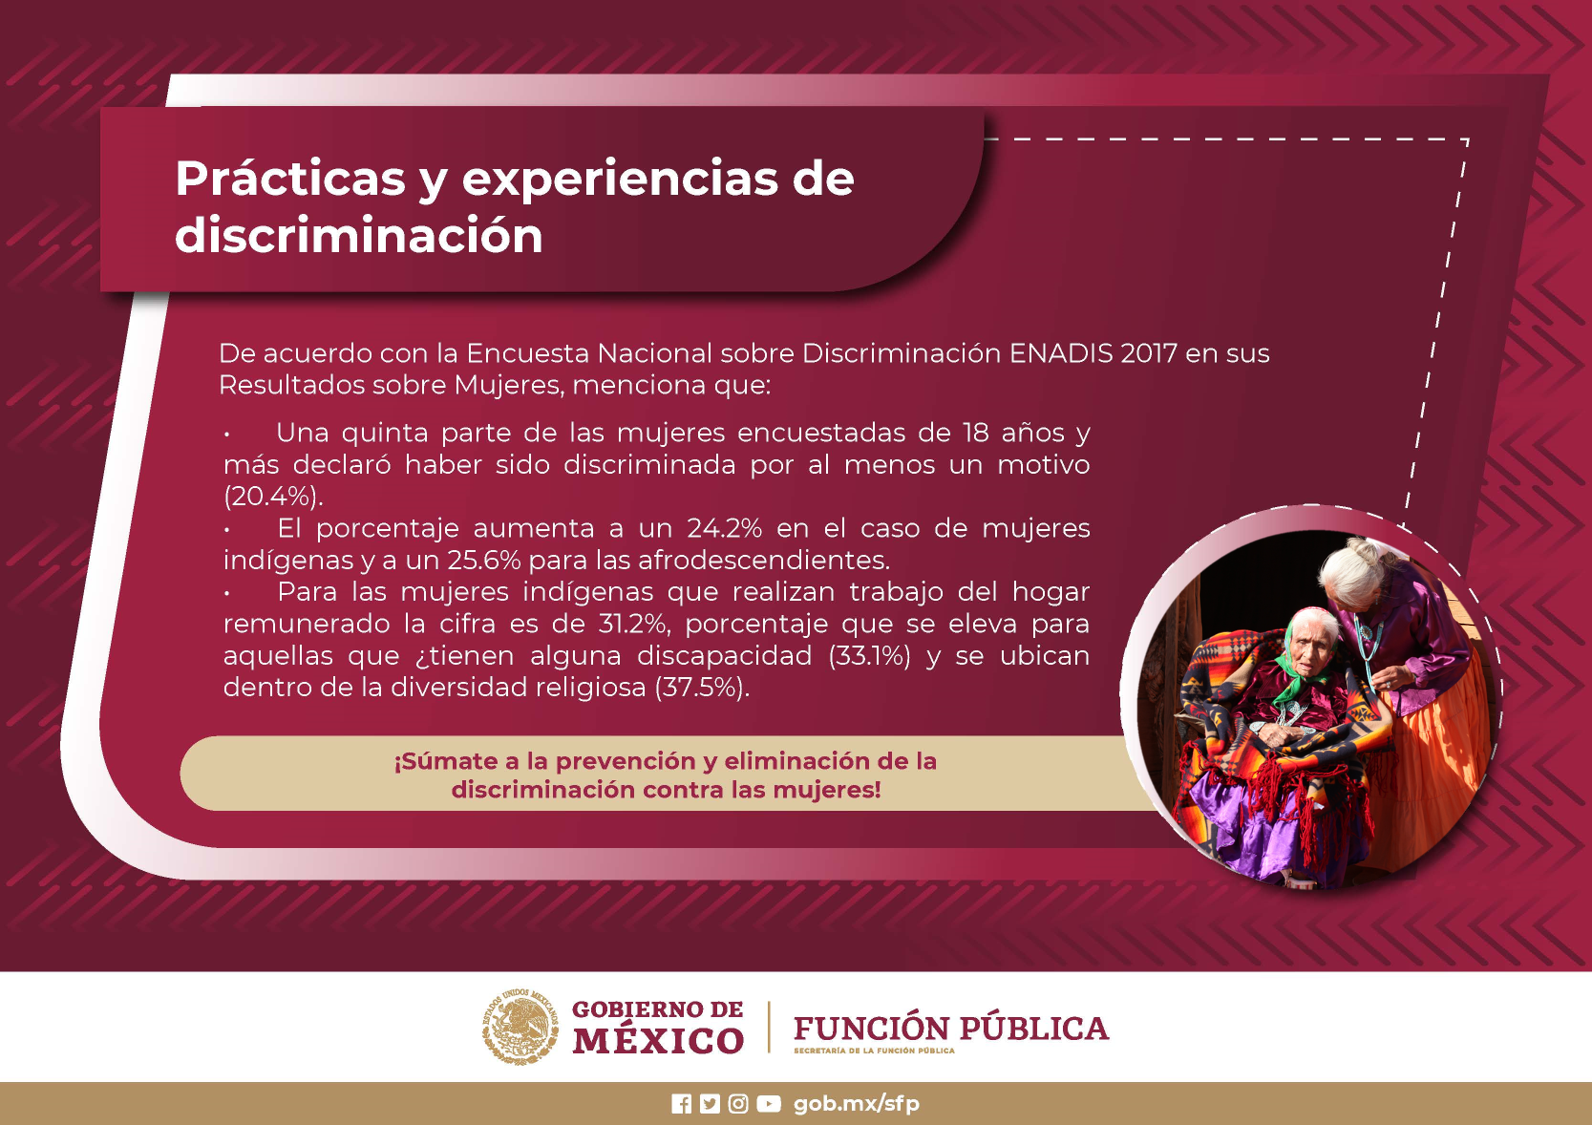 Prácticas y experiencias de
discriminación
De acuerdo con la Encuesta Nacional sobre Discriminación ENADIS 2017 en sus
Resultados sobre Mujeres, menciona que:
• Una quinta parte de las mujeres encuestadas de 18 años y
más declaró haber sido discriminada por al menos un motivo
(20.4%).
• El porcentaje aumenta a un 24.2% en el caso de mujeres
indígenas y a un 25.6% para las afrodescendientes.
• Para las mujeres indígenas que realizan trabajo del hogar
remunerado la cifra es de 31.2%, porcentaje que se eleva para
aquellas que ¿tienen alguna discapacidad (33.1%) y se ubican
dentro de la diversidad religiosa (37.5%).
¡Súmate a la prevención y eliminación de la
discriminación contra las mujeres!
ESTADOS UNIDOS MEXICANOS
GOBIERNO DE
MÉXICO
FUNCIÓN PÚBLICA
SECRETARÍA DE LA FUNCIÓN PÚBLICA
gob.mx/sfp